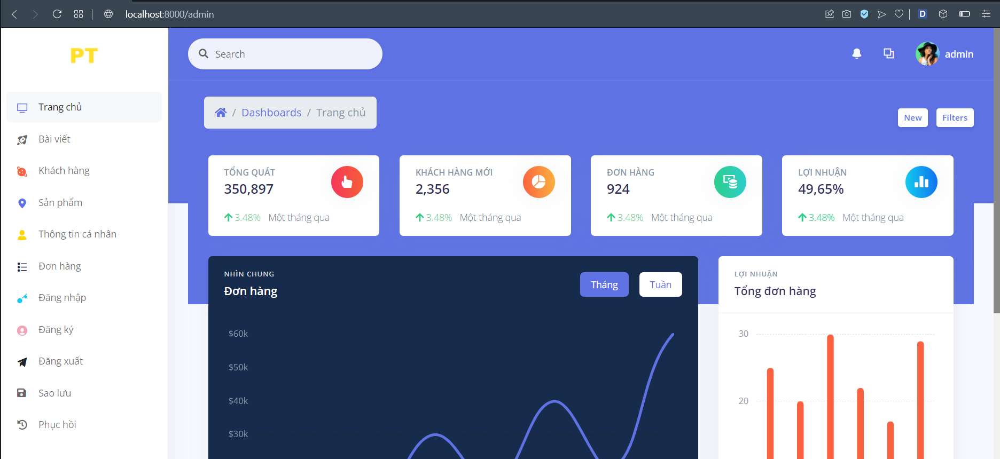 localhost:8000/admin
D
PT
Search
admin
Trang chủ
Bài viết
Khách hàng
Sản phẩm
Thông tin cá nhân
Đơn hàng
Đăng nhập
Đăng ký
Đăng xuất
Sao lưu
Phục hồi
/ Dashboards / Trang chủ
New
Filters
TỔNG QUÁT
350,897
3.48% Một tháng qua
KHÁCH HÀNG MỚI
2,356
3.48% Một tháng qua
ĐƠN HÀNG
924
3.48% Một tháng qua
LỢI NHUẬN
49,65%
3.48% Một tháng qua
NHÌN CHUNG
Đơn hàng
Tháng
Tuần
$60k
$50k
$40k
$30k
LỢI NHUẬN
Tổng đơn hàng
30
20